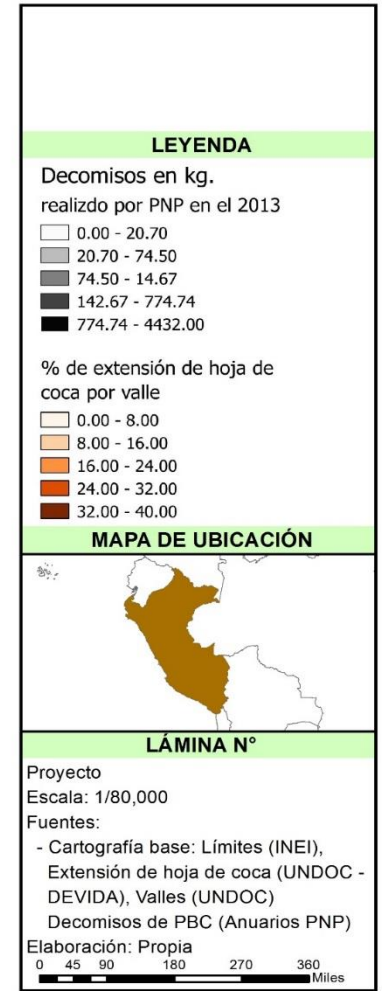 LEYENDA
Decomisos en kg.
realizdo por PNP en el 2013
0.00 - 20.70
20.70 - 74.50
74.50 - 14.67
142.67 - 774.74
774.74 - 4432.00
% de extensión de hoja de
coca por valle
0.00 - 8.00
8.00 - 16.00
16.00 - 24.00
24.00 - 32.00
32.00 - 40.00
MAPA DE UBICACIÓN
LÁMINA N°
Proyecto
Escala: 1/80,000
Fuentes:
- Cartografía base: Límites (INEI),
Extensión de hoja de coca (UNDOC -
DEVIDA), Valles (UNDOC)
Decomisos de PBC (Anuarios PNP)
Elaboración: Propia
0 45 90 180 270 360
Miles